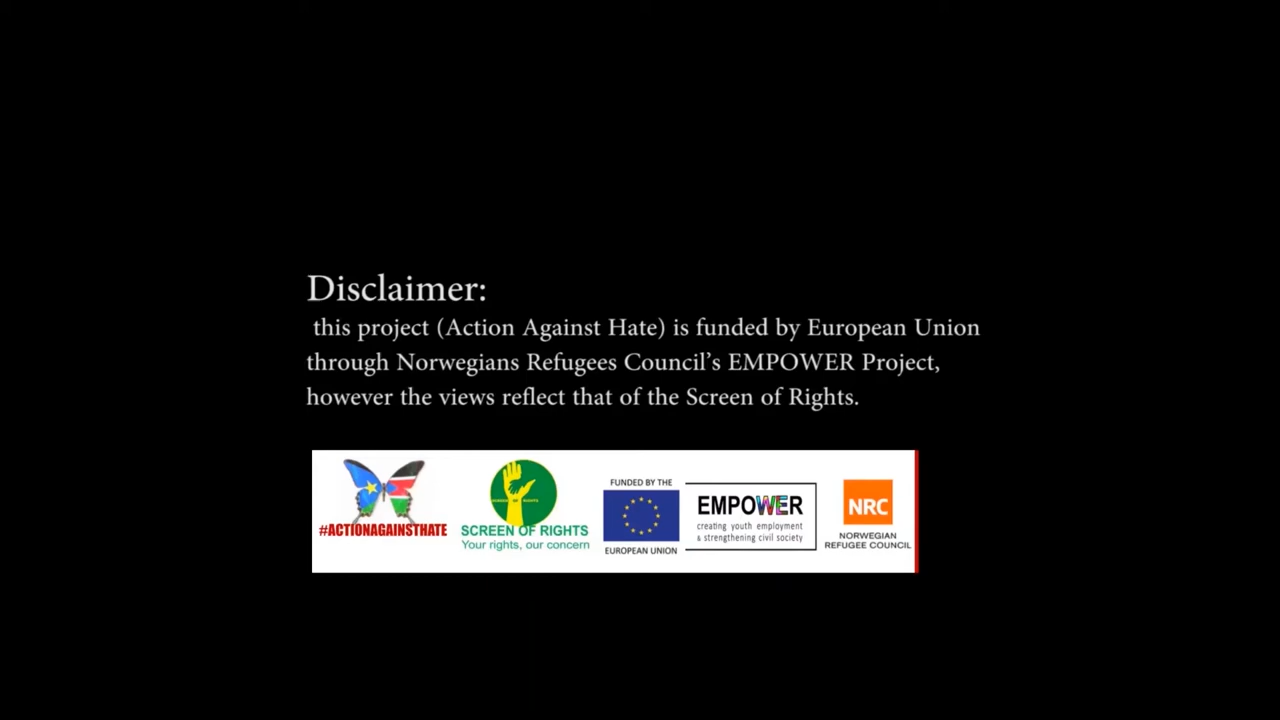 Disclaimer:
this project (Action Against Hate) is funded by European Union
through Norwegians Refugees Council's EMPOWER Project,
however the views reflect that of the Screen of Rights.
#ACTIONAGAINSTHATE
SCREEN OF RIGHTS
Your rights, our concern
FUNDED BY THE
EUROPEAN UNION
EMPOWER
creating youth employment
& strengthening civil society
NRC
NORWEGIAN
REFUGEE COUNCIL